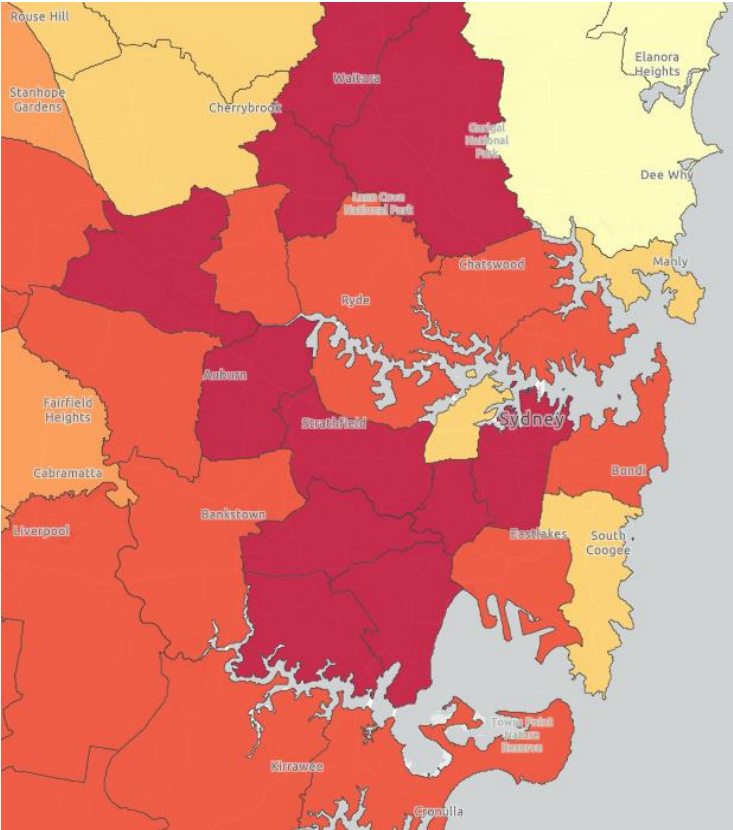 Rouse Hill
Elanora
Heights
Waitara
Stanhope
Gardens
Cherrybrook
Garigal
National
Park
Dee Why
Lane Cove
National Park
Chatswood
Manly
Ryde
Auburn
Fairfield
Heights
Strathfield
Sydney
Cabramatta
Bondi
Bankstown
Liverpool
Eastlakes
South
Coogee
Towra Point
Nature
Reserve
Kirrawee
Cronulla